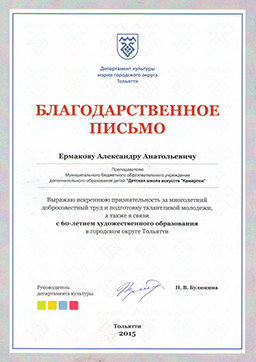 Департамент культуры
мэрии городского округа
Тольятти
БЛАГОДАРСТВЕННОЕ
ПИСЬМО
Ермакову Александру Анатольевичу
Преподавателю
Муниципального бюджетного образовательного учреждения
дополнительного образования детей "Детская школа искусств "Камертон"
Выражаю искреннюю признательность за многолетний
добросовестный труд и подготовку талантливой молодежи,
а также в связи
с 60-летием художественного образования
в городском округе Тольятти
Руководитель
департамента культуры
Н. В. Булюкина
Тольятти
2015